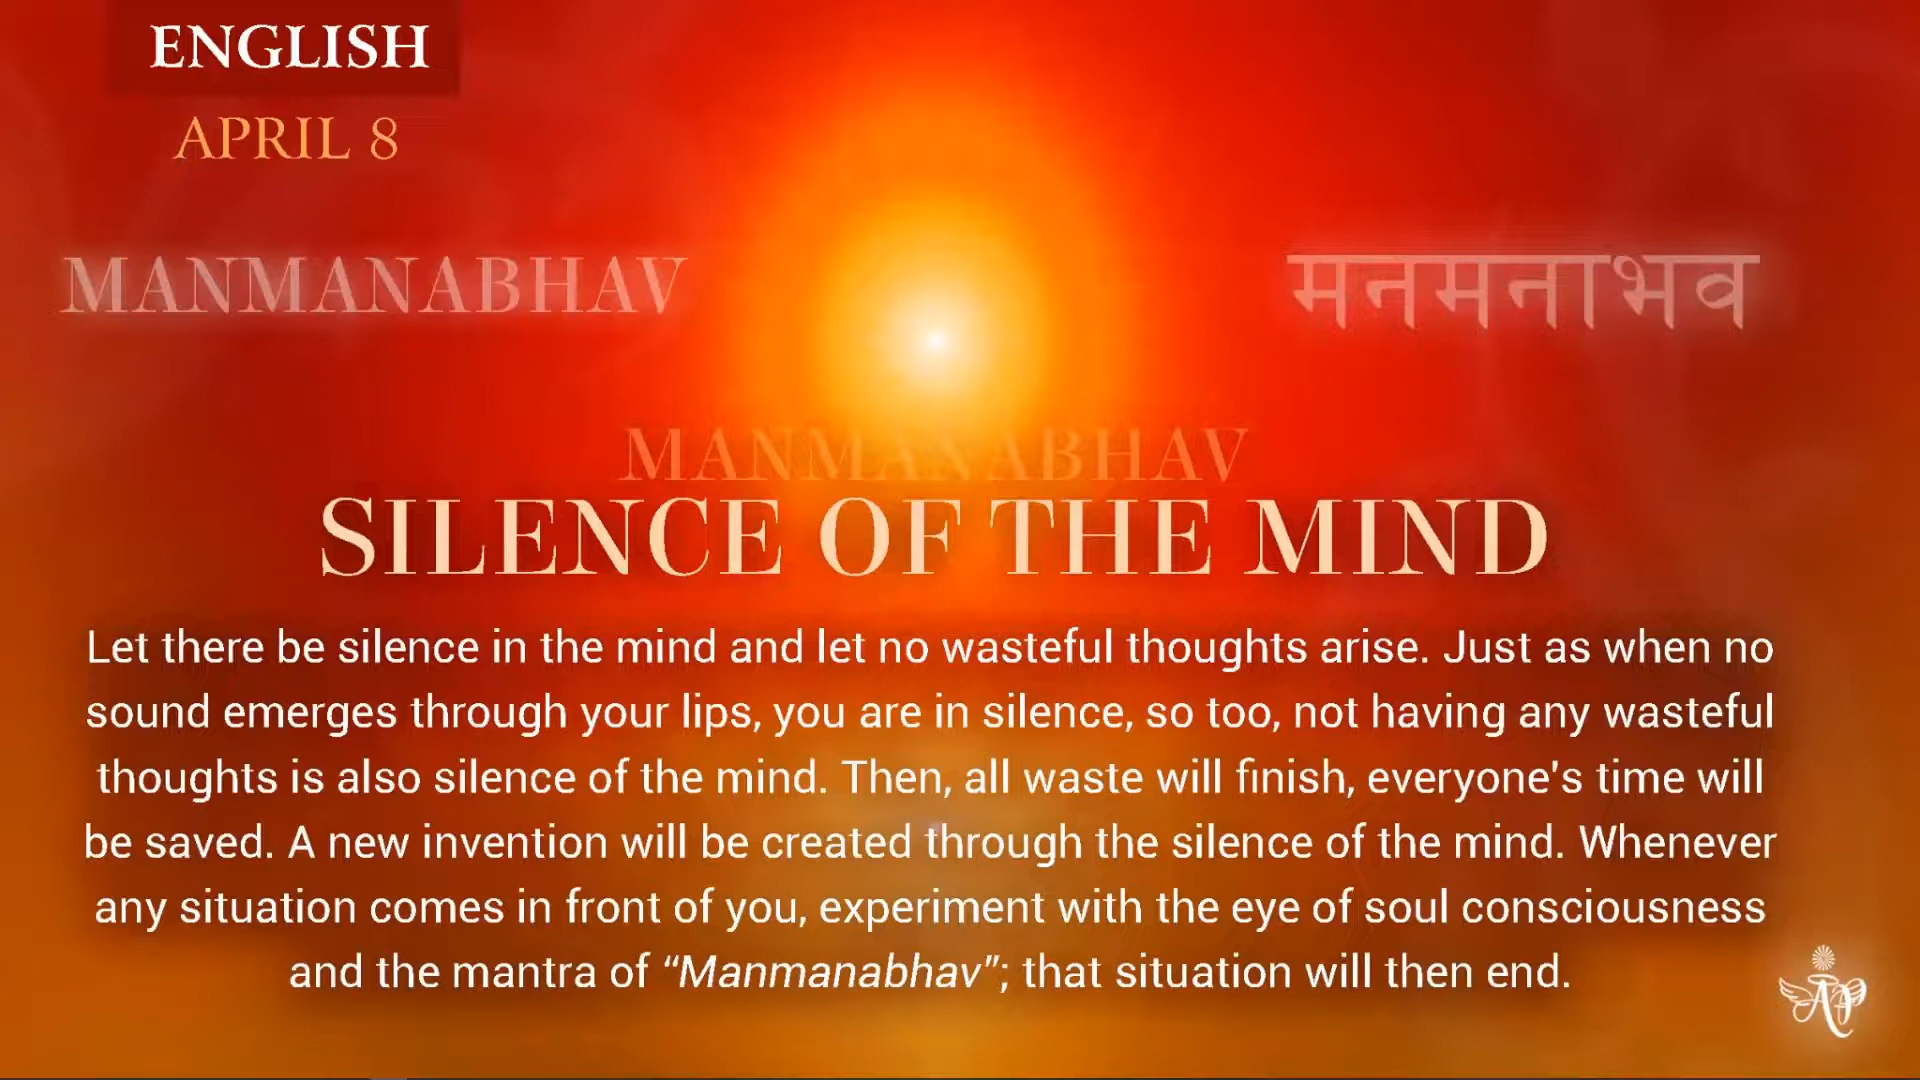 ENGLISH
APRIL 8
MANMANABHAV
मनमनाभव
MANMANABHAV
SILENCE OF THE MIND
Let there be silence in the mind and let no wasteful thoughts arise. Just as when no
sound emerges through your lips, you are in silence, so too, not having any wasteful
thoughts is also silence of the mind. Then, all waste will finish, everyone's time will
be saved. A new invention will be created through the silence of the mind. Whenever
any situation comes in front of you, experiment with the eye of soul consciousness
and the mantra of “Manmanabhav”; that situation will then end.